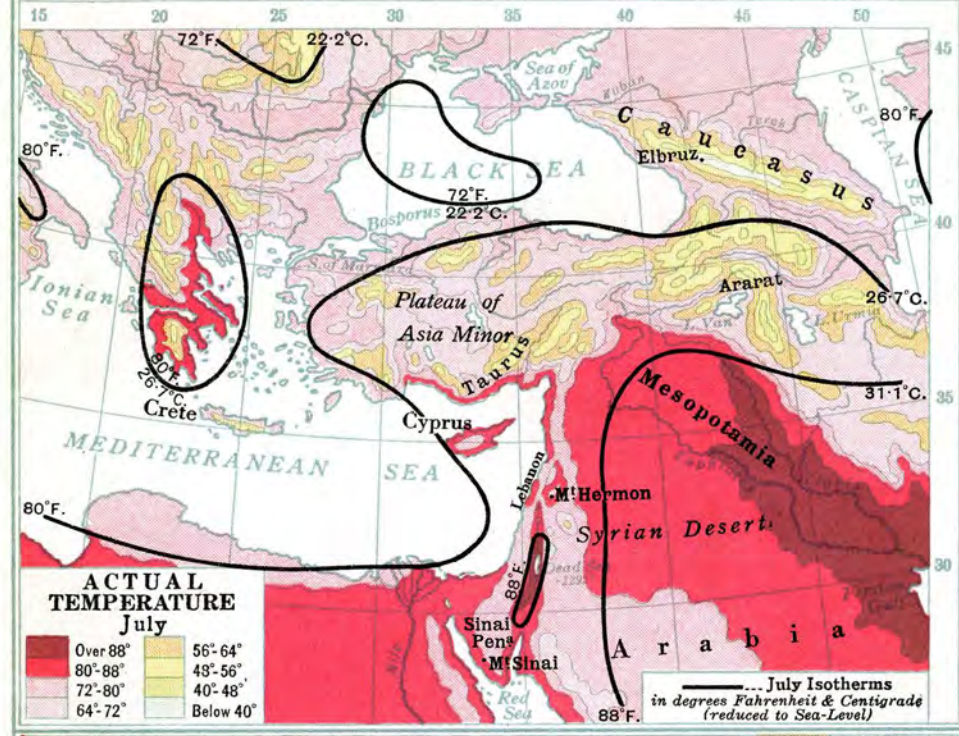 15 20 25 30 35 40 45 50
45
72°F. 22·2°C.
Sea of
Azov
Kuban
Terek
CASPIAN SEA
80°F.
80°F.
Caucasus
Elbruz
BLACK SEA
72°F.
22·2°C.
Bosporus
40
S. of Marmara
Ionian
Sea
Plateau of
Asia Minor
Taurus
Ararat
L. Van
L. Urmia
26·7°C.
80°F.
26·7°C.
Crete
Cyprus
Mesopotamia
31·1°C.
35
MEDITERRANEAN SEA
Lebanon
Mt Hermon
Syrian Desert
80°F.
88°F.
Dead
30
Sinai
Pena
Mt Sinai
Nile
Arabia
Red
Sea
88°F.
ACTUAL
TEMPERATURE
July
Over 88° 56°-64°
80°-88° 48°-56°
72°-80° 40°-48°
64°-72° Below 40°
July Isotherms
in degrees Fahrenheit & Centigrade
(reduced to Sea-Level)